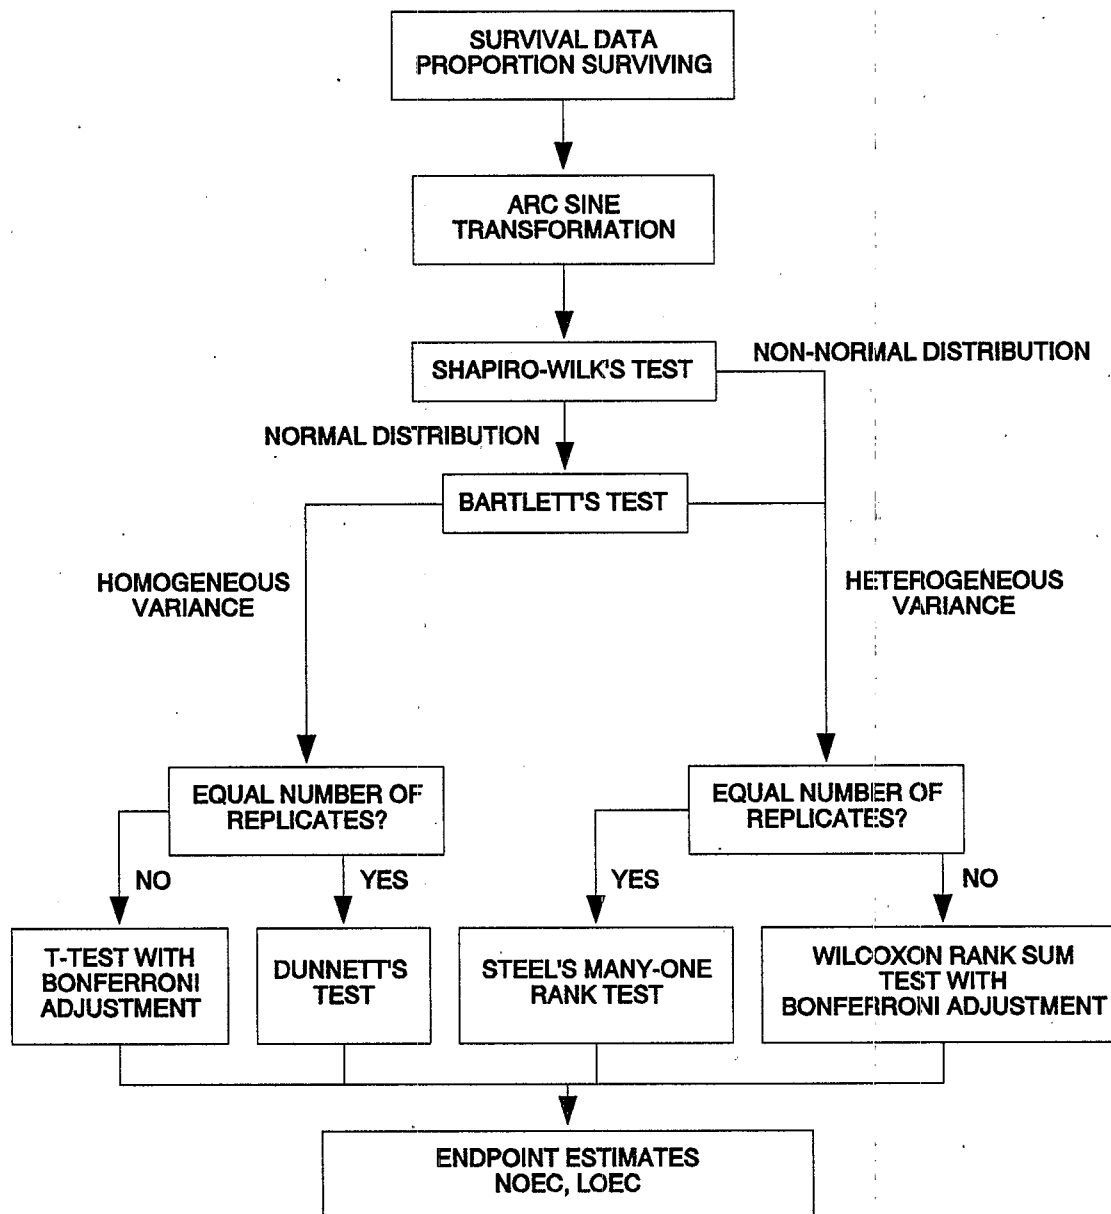 SURVIVAL DATA
PROPORTION SURVIVING
ARC SINE
TRANSFORMATION
SHAPIRO-WILK'S TEST
NON-NORMAL DISTRIBUTION
NORMAL DISTRIBUTION
BARTLETT'S TEST
HOMOGENEOUS
VARIANCE
HETEROGENEOUS
VARIANCE
EQUAL NUMBER OF
REPLICATES?
EQUAL NUMBER OF
REPLICATES?
NO
YES
YES
NO
T-TEST WITH
BONFERRONI
ADJUSTMENT
DUNNETT'S
TEST
STEEL'S MANY-ONE
RANK TEST
WILCOXON RANK SUM
TEST WITH
BONFERRONI ADJUSTMENT
ENDPOINT ESTIMATES
NOEC, LOEC